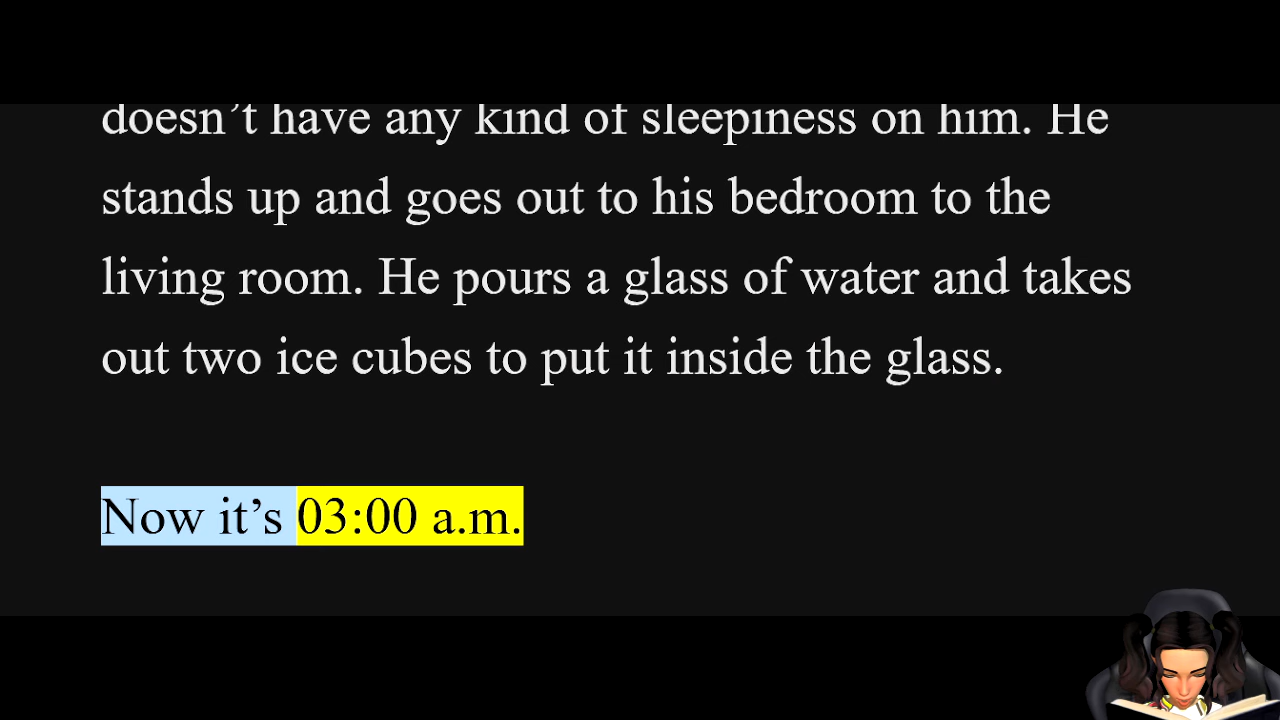 doesn’t have any kind of sleepiness on him. He
stands up and goes out to his bedroom to the
living room. He pours a glass of water and takes
out two ice cubes to put it inside the glass.
Now it’s 03:00 a.m.